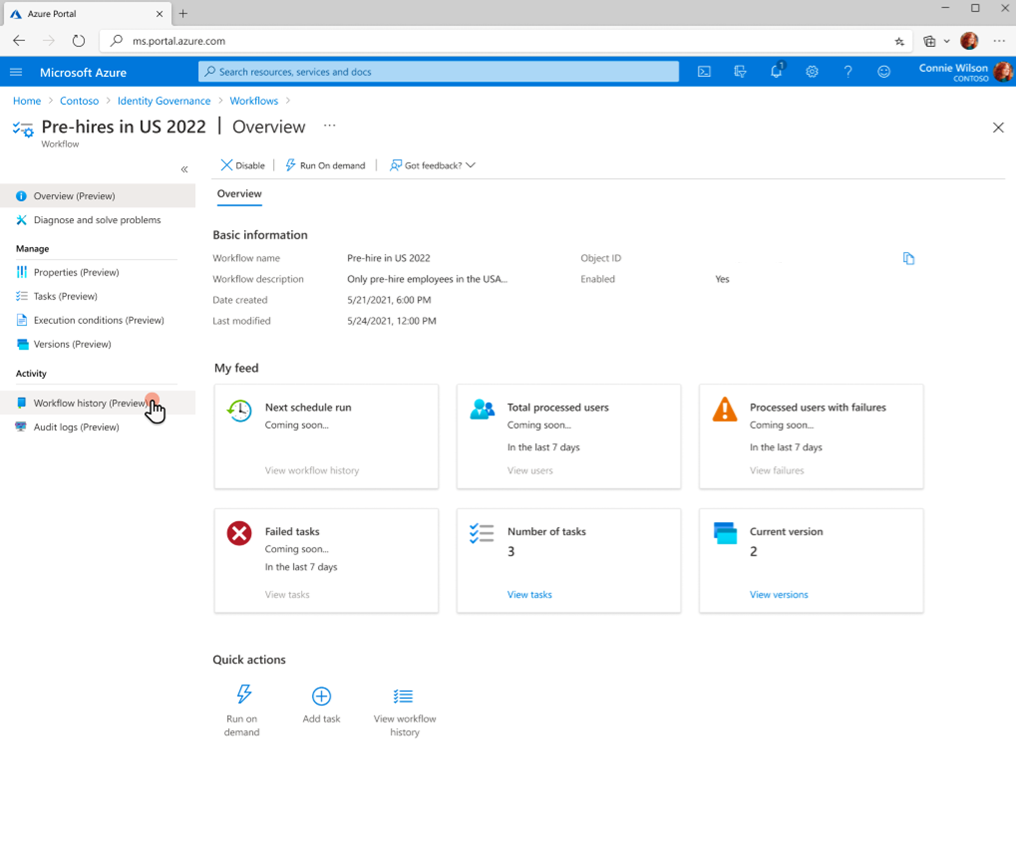 Azure Portal
ms.portal.azure.com
Microsoft Azure
Search resources, services and docs
1
Connie Wilson
CONTOSO
Home > Contoso > Identity Governance > Workflows >
Pre-hires in US 2022 | Overview ...
Workflow
«
Disable | Run On demand | Got feedback?
Overview (Preview)
Diagnose and solve problems
Manage
Properties (Preview)
Tasks (Preview)
Execution conditions (Preview)
Versions (Preview)
Activity
Workflow history (Preview)
Audit logs (Preview)
Overview
Basic information
Workflow name Pre-hire in US 2022 Object ID
Workflow description Only pre-hire employees in the USA... Enabled Yes
Date created 5/21/2021, 6:00 PM
Last modified 5/24/2021, 12:00 PM
My feed
Next schedule run
Coming soon...
View workflow history
Total processed users
Coming soon...
In the last 7 days
View users
Processed users with failures
Coming soon...
In the last 7 days
View failures
Failed tasks
Coming soon...
In the last 7 days
View tasks
Number of tasks
3
View tasks
Current version
2
View versions
Quick actions
Run on
demand
Add task
View workflow
history